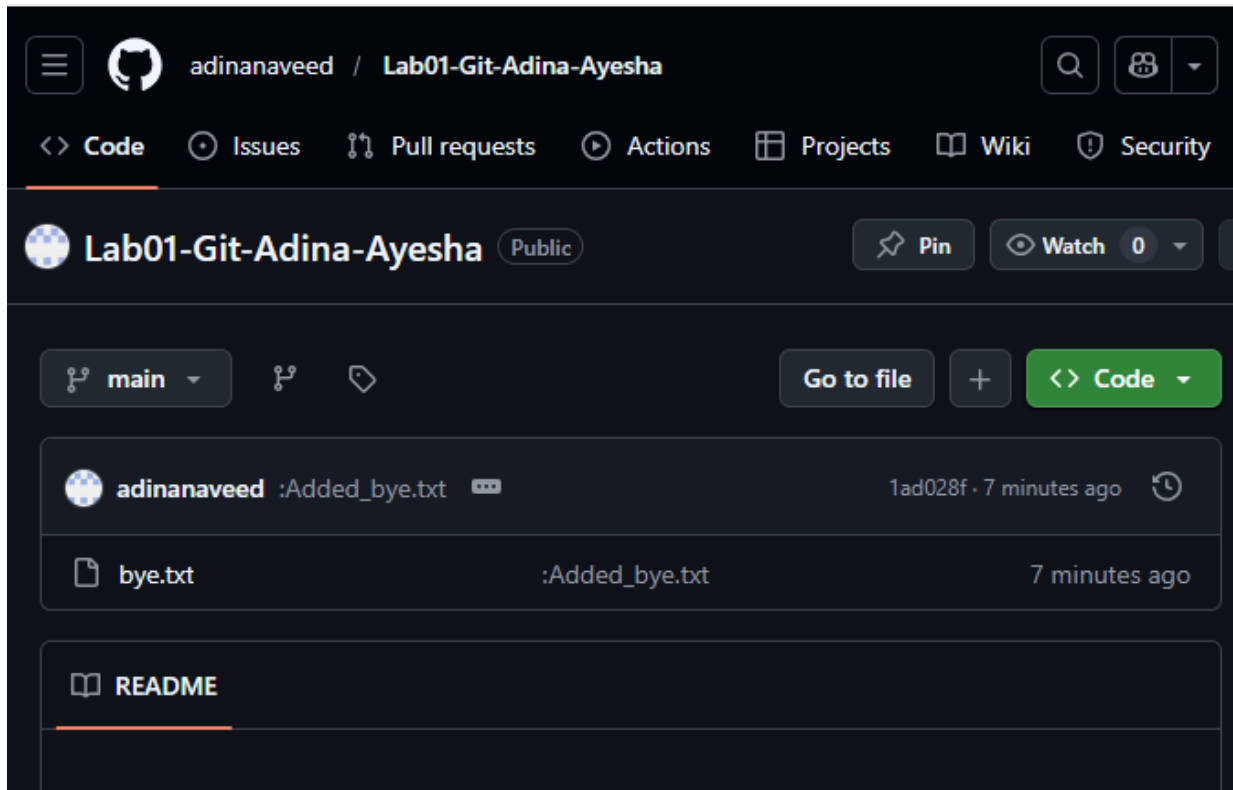 adinanaveed / Lab01-Git-Adina-Ayesha
Code Issues Pull requests Actions Projects Wiki Security
Lab01-Git-Adina-Ayesha Public Pin Watch 0
main Go to file + Code
adinanaveed :Added_bye.txt 1ad028f · 7 minutes ago
bye.txt :Added_bye.txt 7 minutes ago
README